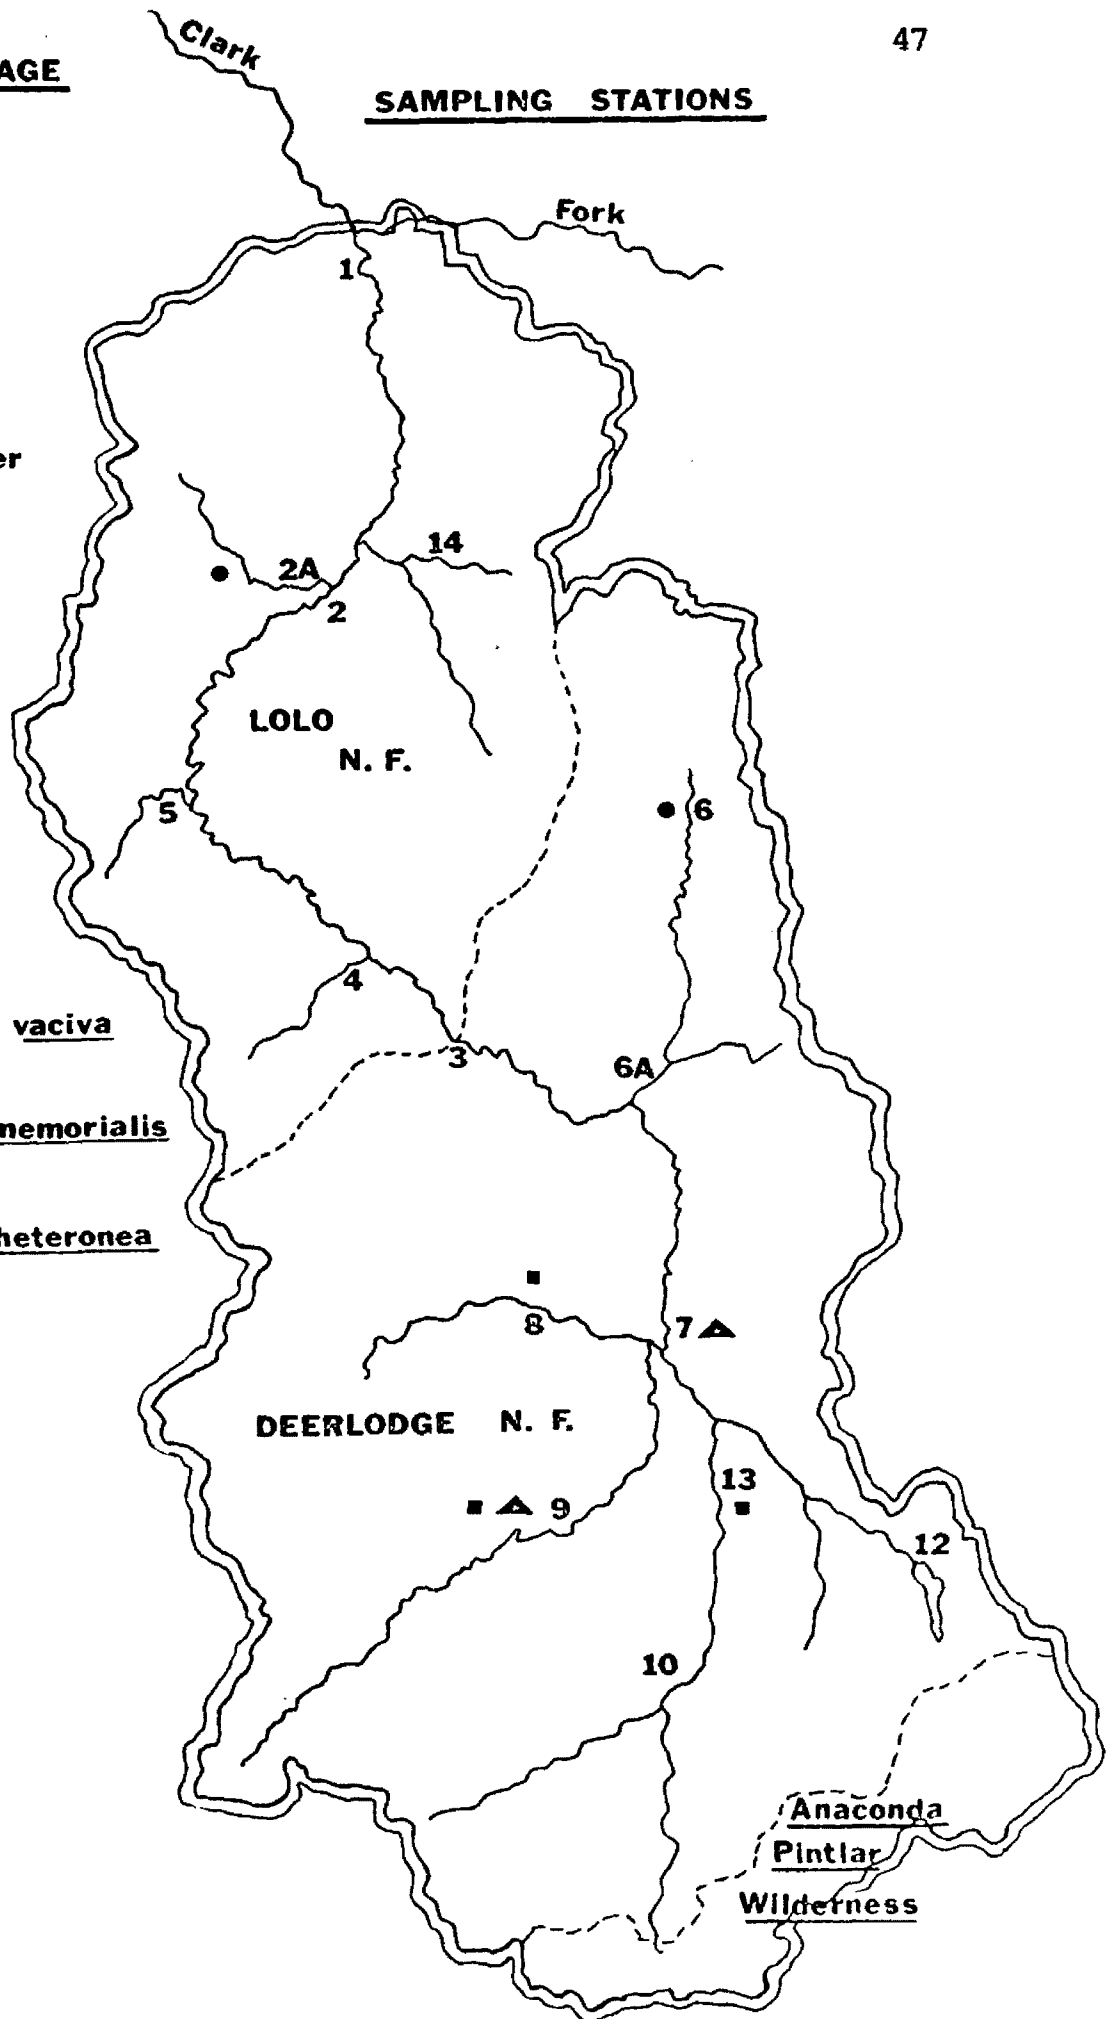 47
AGE
SAMPLING STATIONS
Clark
Fork
1
er
14
2A
2
LOLO
N. F.
5
6
4
vaciva
3
6A
nemorialis
heteronea
8
7
DEERLODGE N. F.
13
9
12
10
Anaconda
Pintlar
Wilderness